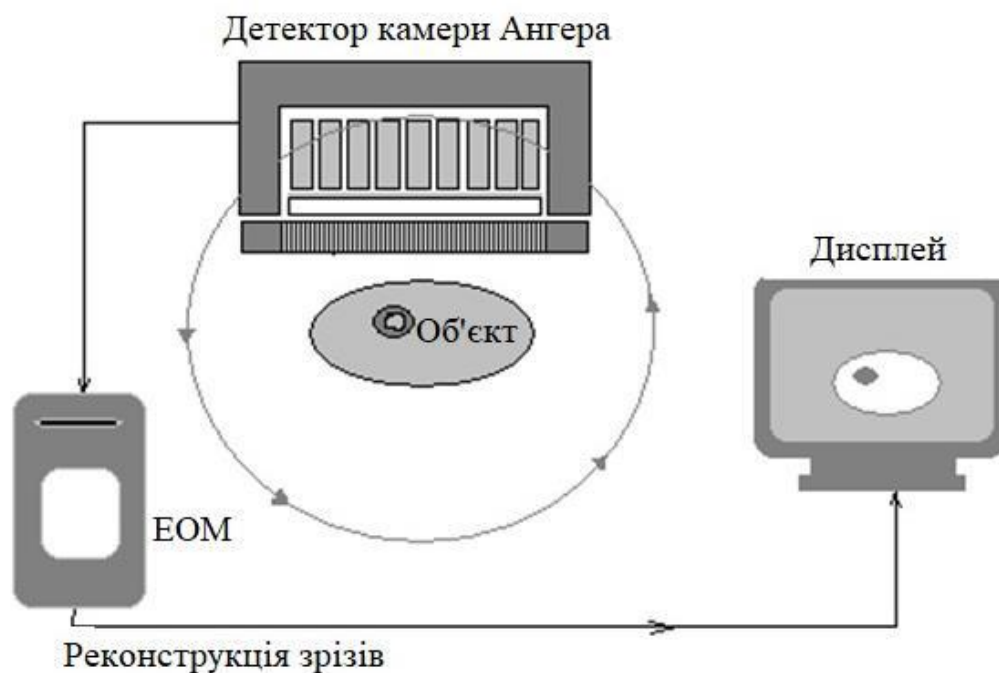 Детектор камери Ангера
Дисплей
Об'єкт
ЕОМ
Реконструкція зрізів